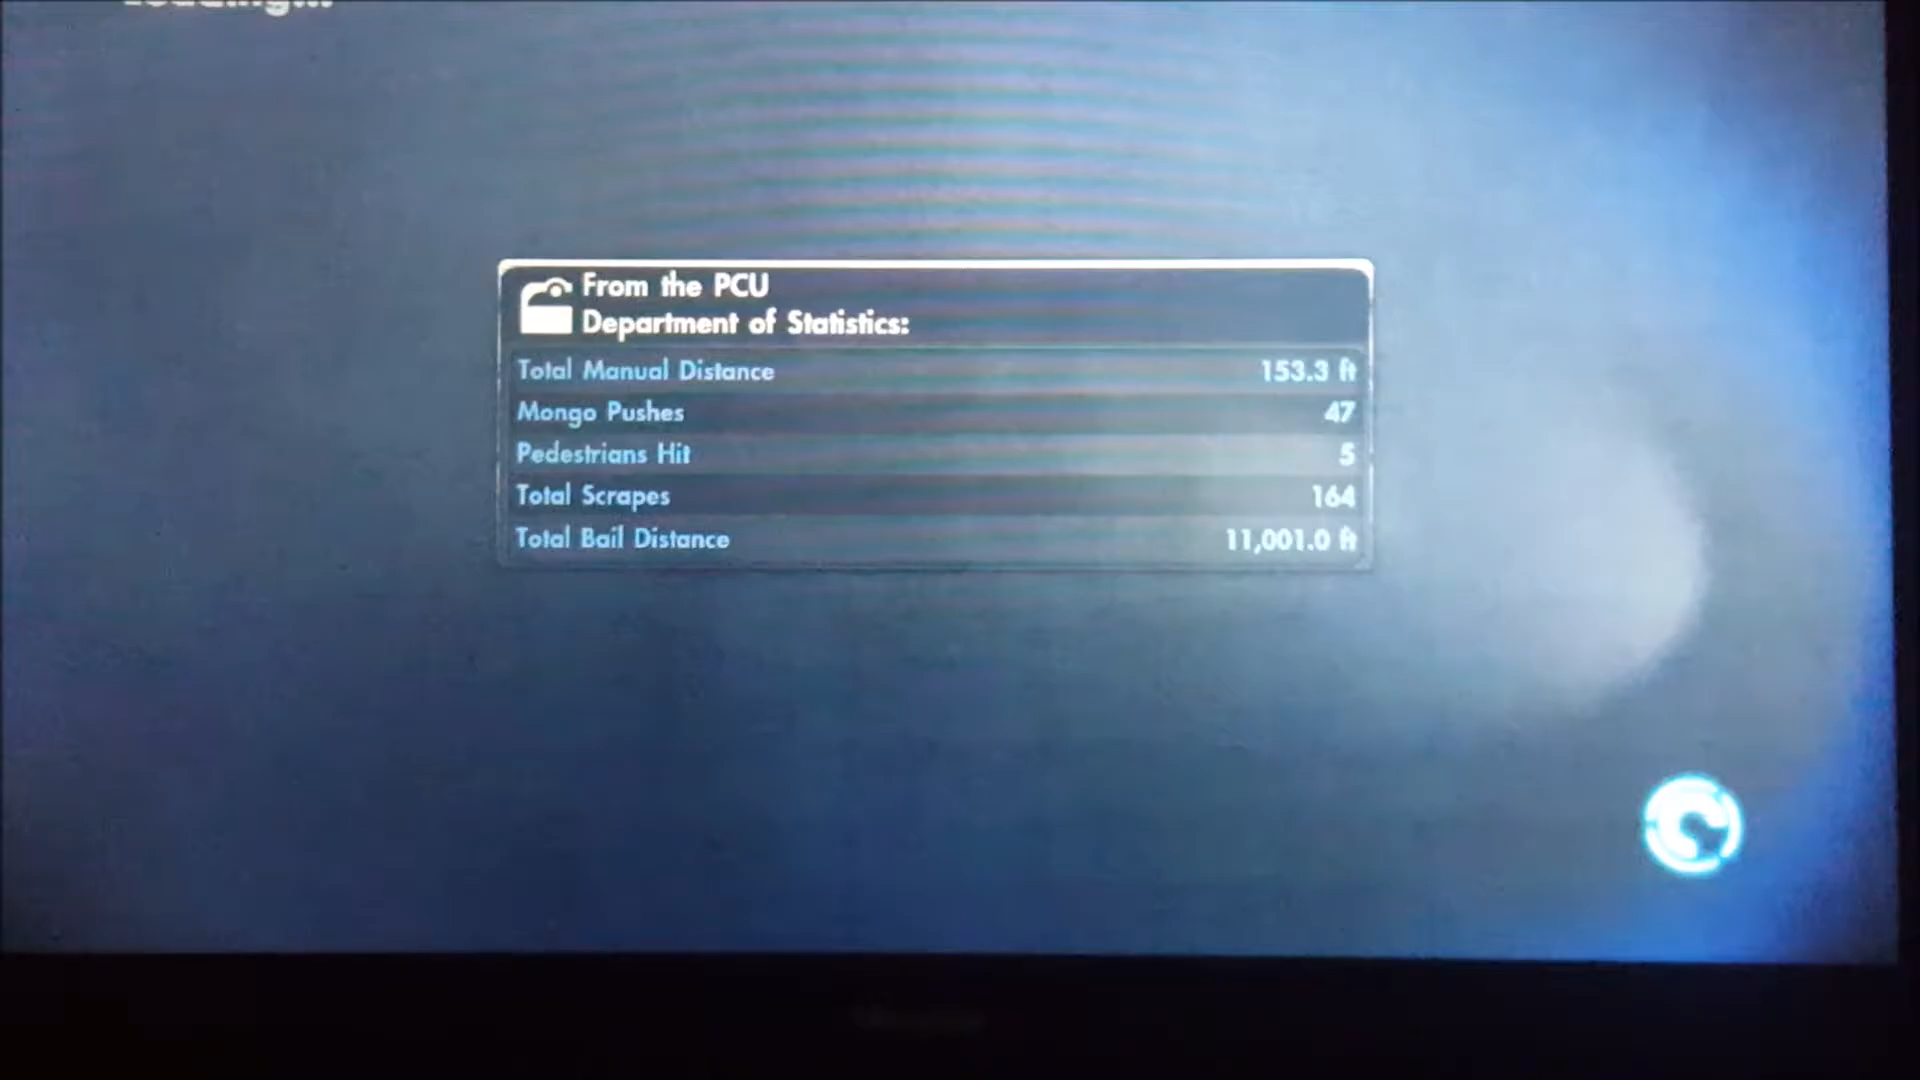 Loading...
From the PCU
Department of Statistics:
Total Manual Distance 153.3 ft
Mongo Pushes 47
Pedestrians Hit 5
Total Scrapes 164
Total Bail Distance 11,001.0 ft